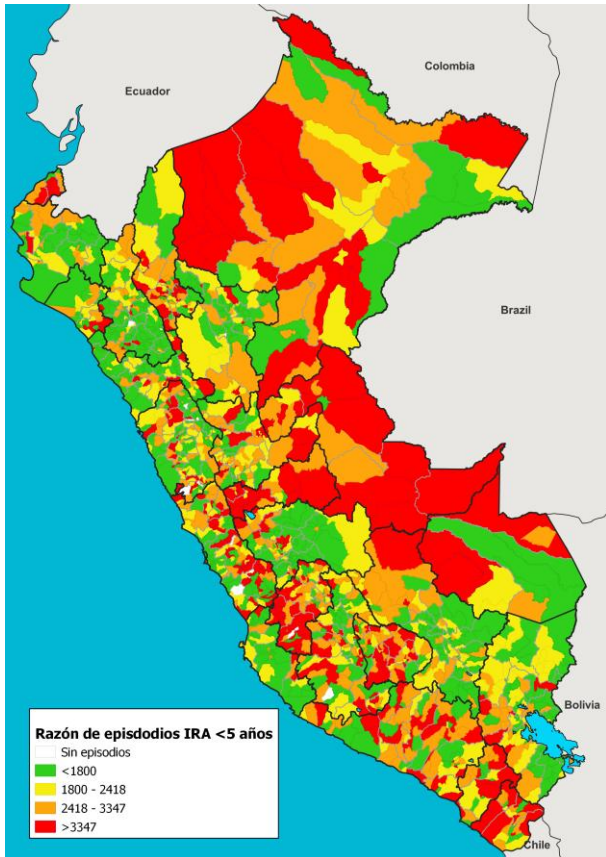 Colombia
Ecuador
Brazil
Bolivia
Chile
Razón de episdodios IRA <5 años
Sin episodios
<1800
1800 - 2418
2418 - 3347
>3347